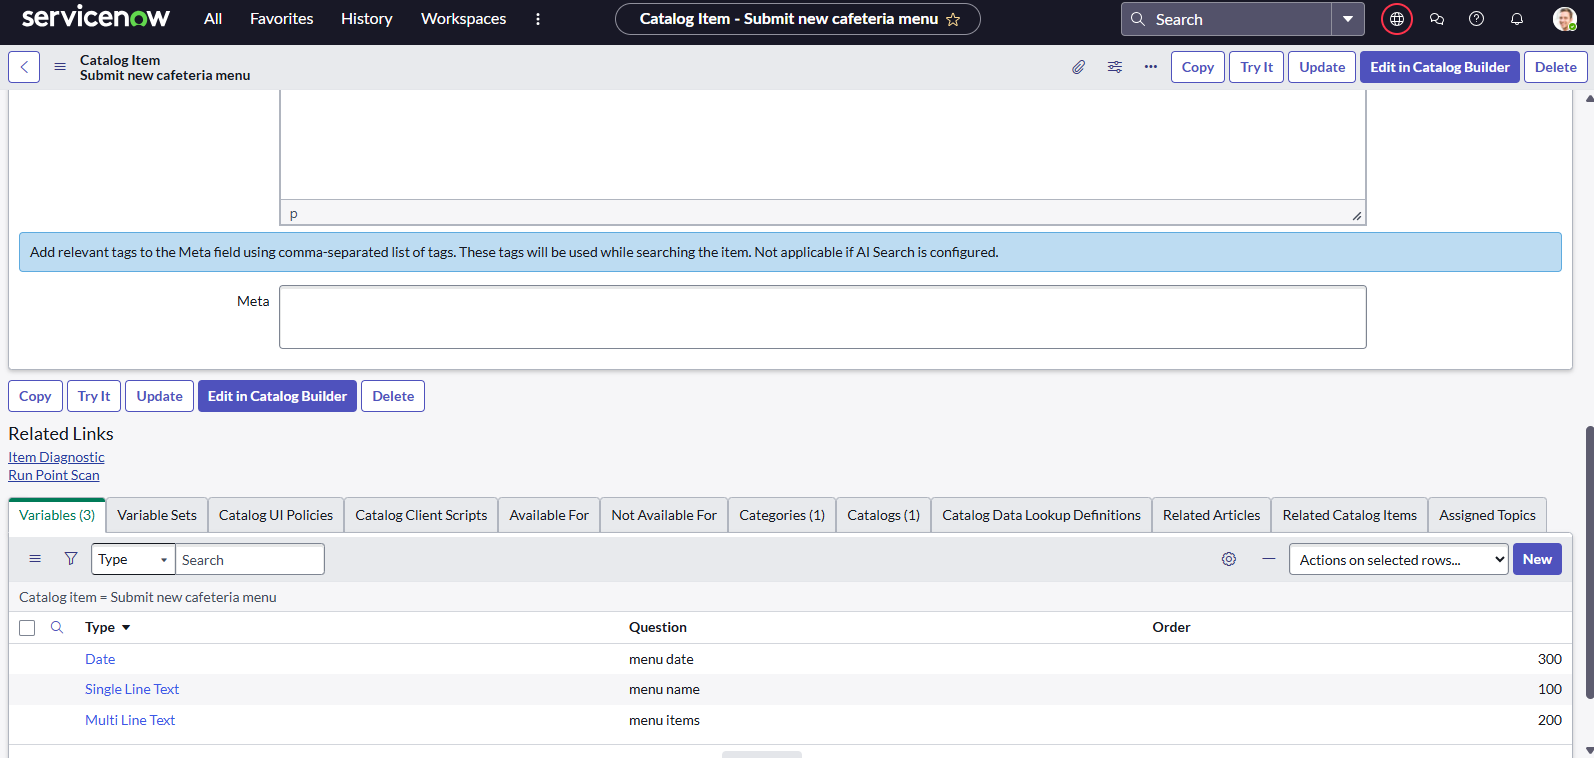 servicenow All Favorites History Workspaces Catalog Item - Submit new cafeteria menu Search
Catalog Item
Submit new cafeteria menu
Copy Try It Update Edit in Catalog Builder Delete
p
Add relevant tags to the Meta field using comma-separated list of tags. These tags will be used while searching the item. Not applicable if AI Search is configured.
Meta
Copy Try It Update Edit in Catalog Builder Delete
Related Links
Item Diagnostic
Run Point Scan
Variables (3) Variable Sets Catalog UI Policies Catalog Client Scripts Available For Not Available For Categories (1) Catalogs (1) Catalog Data Lookup Definitions Related Articles Related Catalog Items Assigned Topics
Type Search Actions on selected rows... New
Catalog item = Submit new cafeteria menu
Type Question Order
Date menu date 300
Single Line Text menu name 100
Multi Line Text menu items 200